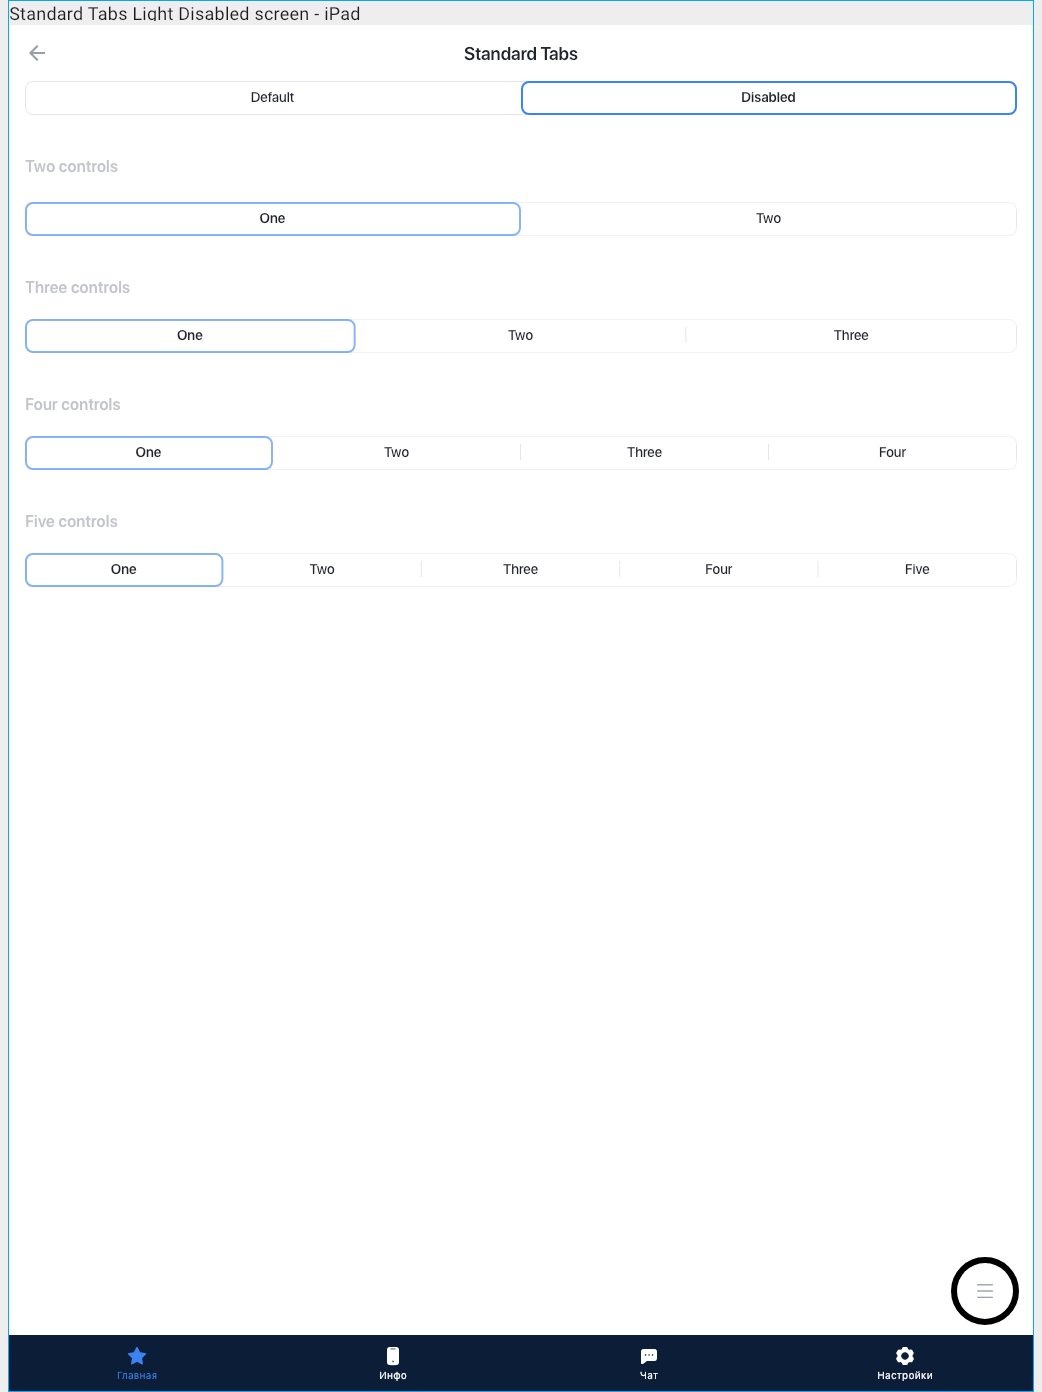 Standard Tabs Light Disabled screen - iPad
Standard Tabs
Default Disabled
Two controls
One Two
Three controls
One Two Three
Four controls
One Two Three Four
Five controls
One Two Three Four Five
Главная Инфо Чат Настройки